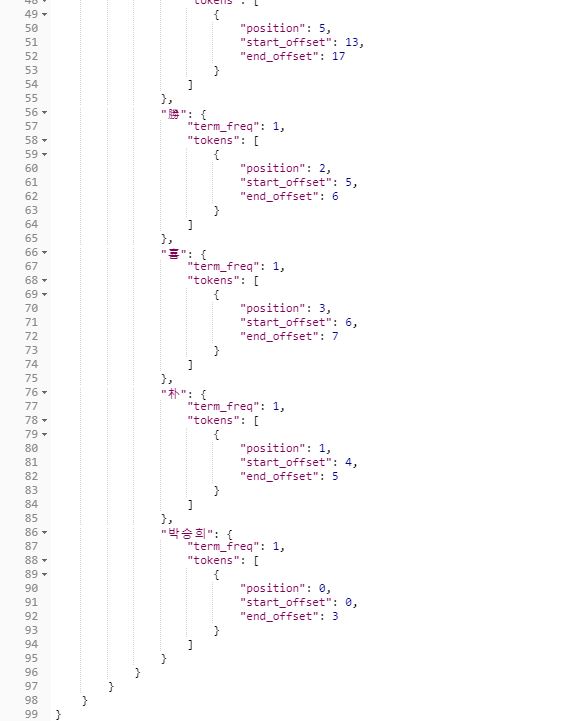 48 "tokens": [
49 {
50 "position": 5,
51 "start_offset": 13,
52 "end_offset": 17
53 }
54 ]
55 },
56 "勝": {
57 "term_freq": 1,
58 "tokens": [
59 {
60 "position": 2,
61 "start_offset": 5,
62 "end_offset": 6
63 }
64 ]
65 },
66 "喜": {
67 "term_freq": 1,
68 "tokens": [
69 {
70 "position": 3,
71 "start_offset": 6,
72 "end_offset": 7
73 }
74 ]
75 },
76 "朴": {
77 "term_freq": 1,
78 "tokens": [
79 {
80 "position": 1,
81 "start_offset": 4,
82 "end_offset": 5
83 }
84 ]
85 },
86 "박승희": {
87 "term_freq": 1,
88 "tokens": [
89 {
90 "position": 0,
91 "start_offset": 0,
92 "end_offset": 3
93 }
94 ]
95 }
96 }
97 }
98 }
99 }